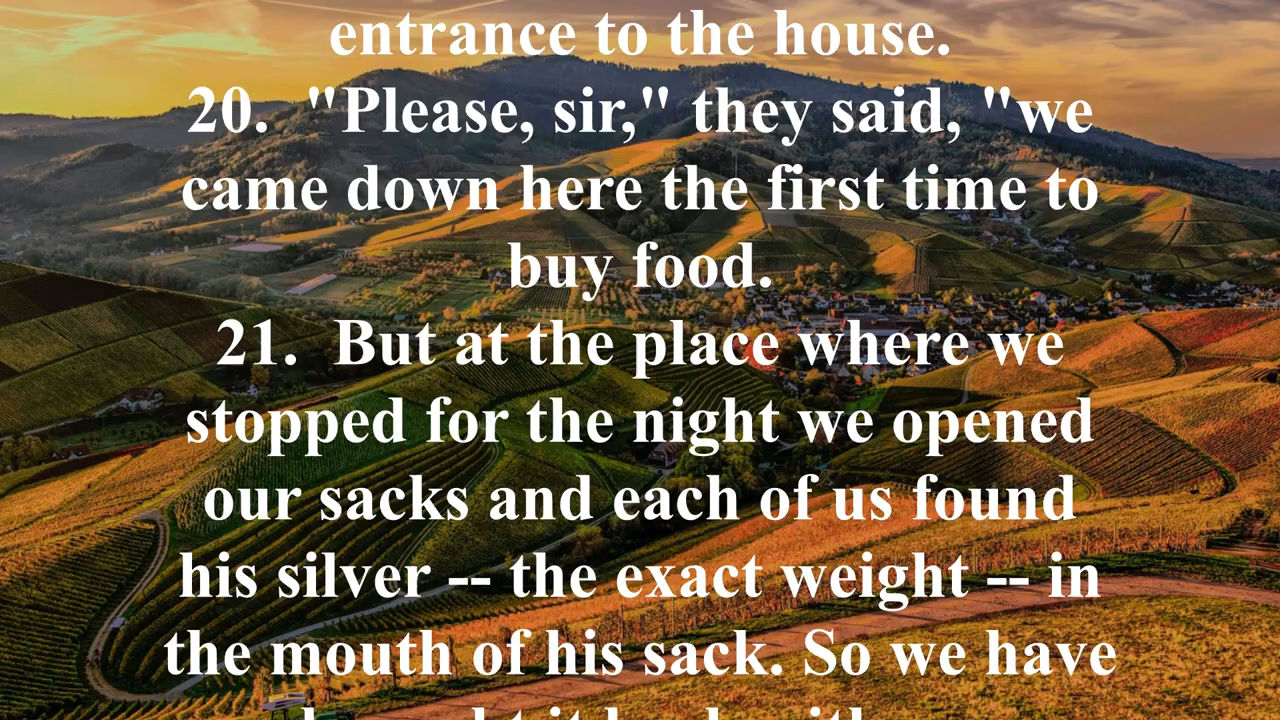 entrance to the house.
20.  "Please, sir," they said, "we
came down here the first time to
buy food.
21.  But at the place where we
stopped for the night we opened
our sacks and each of us found
his silver -- the exact weight -- in
the mouth of his sack. So we have